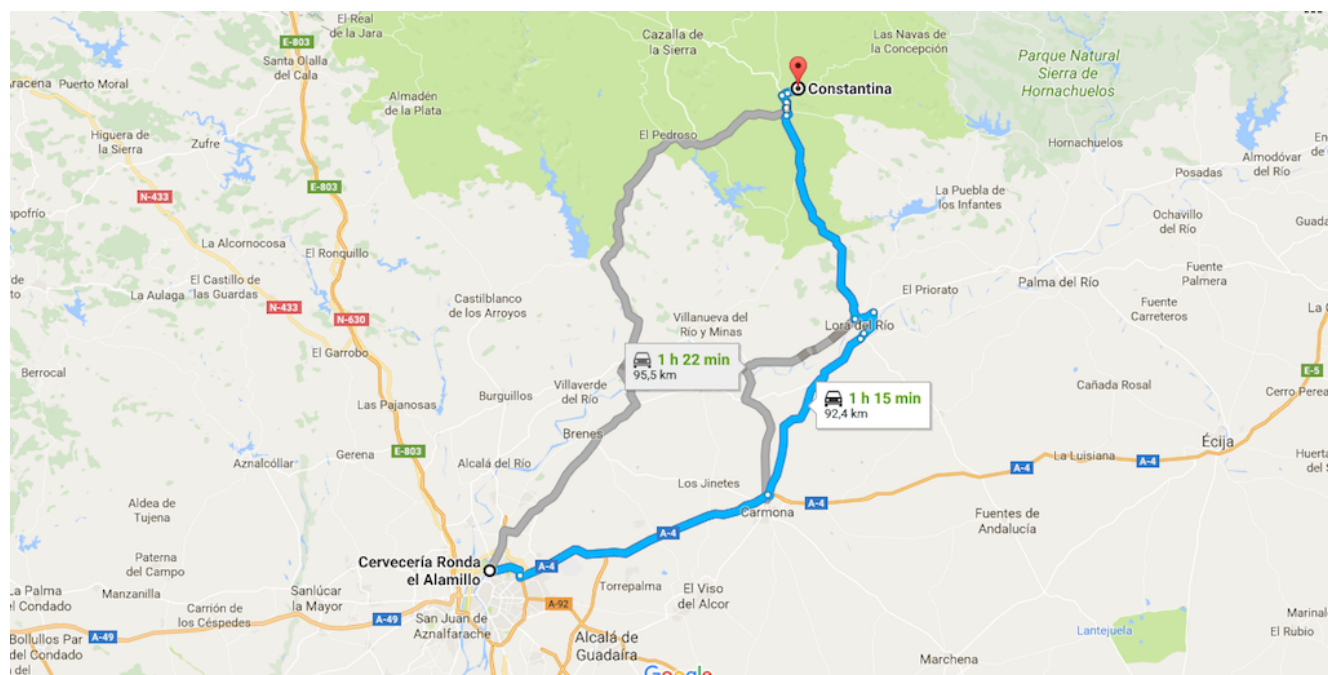 El Real
de la Jara
E-803
Santa Olalla
del Cala
Cazalla de
la Sierra
Las Navas de
la Concepción
Parque Natural
Sierra de
Hornachuelos
Aracena
Puerto Moral
Almadén
de la Plata
Constantina
Higuera de
la Sierra
Zufre
El Pedroso
Hornachuelos
Almodóvar
del Río
Posadas
N-433
E-803
La Puebla de
los Infantes
Ochavillo
del Río
La Alcornocosa
El Ronquillo
La Aulaga
El Castillo de
las Guardas
N-433
N-630
Castilblanco
de los Arroyos
El Priorato
Palma del Río
Fuente
Palmera
Fuente
Carreteros
Villanueva del
Río y Minas
Lora del Río
El Garrobo
Berrocal
1 h 22 min
95,5 km
1 h 15 min
92,4 km
Villaverde
del Río
Burguillos
Las Pajanosas
Cañada Rosal
E-5
Cerro Perea
Brenes
E-803
Gerena
Aznalcóllar
Alcalá del Río
Écija
La Luisiana
A-4
A-4
Los Jinetes
A-4
Carmona
Fuentes de
Andalucía
Aldea de
Tujena
A-4
Paterna
del Campo
Cervecería Ronda
el Alamillo
A-4
Torrepalma
El Viso
del Alcor
La Palma
el Condado
Manzanilla
Sanlúcar
la Mayor
Carrión de
los Céspedes
A-49
A-49
San Juan de
Aznalfarache
A-92
Alcalá de
Guadaíra
Bollullos Par
del Condado
Lantejuela
El Rubio
Marchena
Google